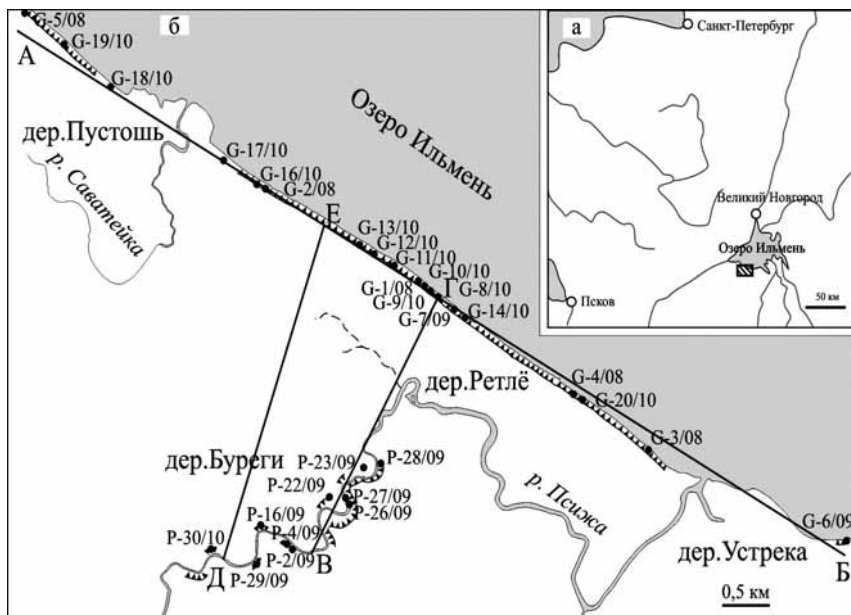 G-5/08
б
G-19/10
А
G-18/10
дер.Пустошь
р. Саватейка
G-17/10
G-16/10
G-2/08
Озеро Ильмень
Е
G-13/10
G-12/10
G-11/10
G-10/10
Г
G-1/08
G-8/10
G-9/10
G-14/10
G-7/09
дер.Ретлё
G-4/08
G-20/10
G-3/08
дер.Буреги
P-23/09
P-28/09
P-22/09
P-27/09
P-26/09
р. Псижа
P-16/09
P-4/09
P-30/10
P-2/09
В
Д
P-29/09
G-6/09
дер.Устрека
Б
0,5 км
а
Санкт-Петербург
Великий Новгород
Озеро Ильмень
Псков
50 км